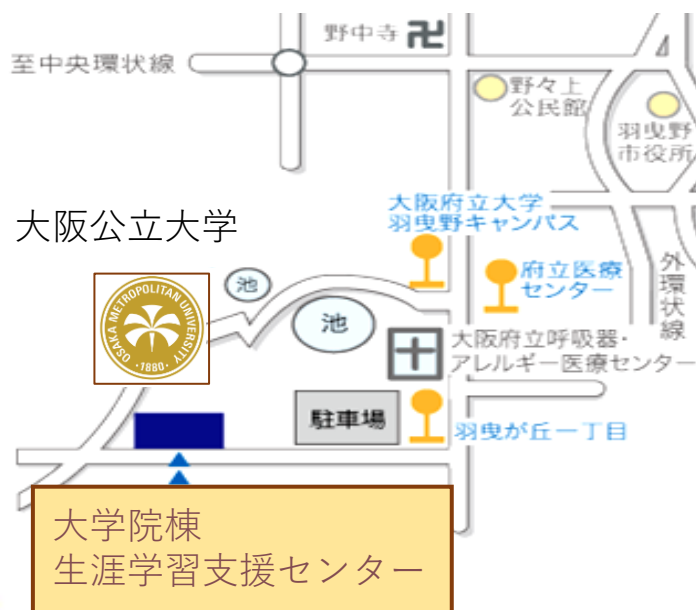 野中寺 卍
至中央環状線
野々上
公民館
羽曳野
市役所
大阪府立大学
羽曳野キャンパス
大阪公立大学
府立医療
センター
外環状線
池
池
OSAKA METROPOLITAN UNIVERSITY
·1880·
大阪府立呼吸器・
アレルギー医療センター
駐車場
羽曳が丘一丁目
大学院棟
生涯学習支援センター